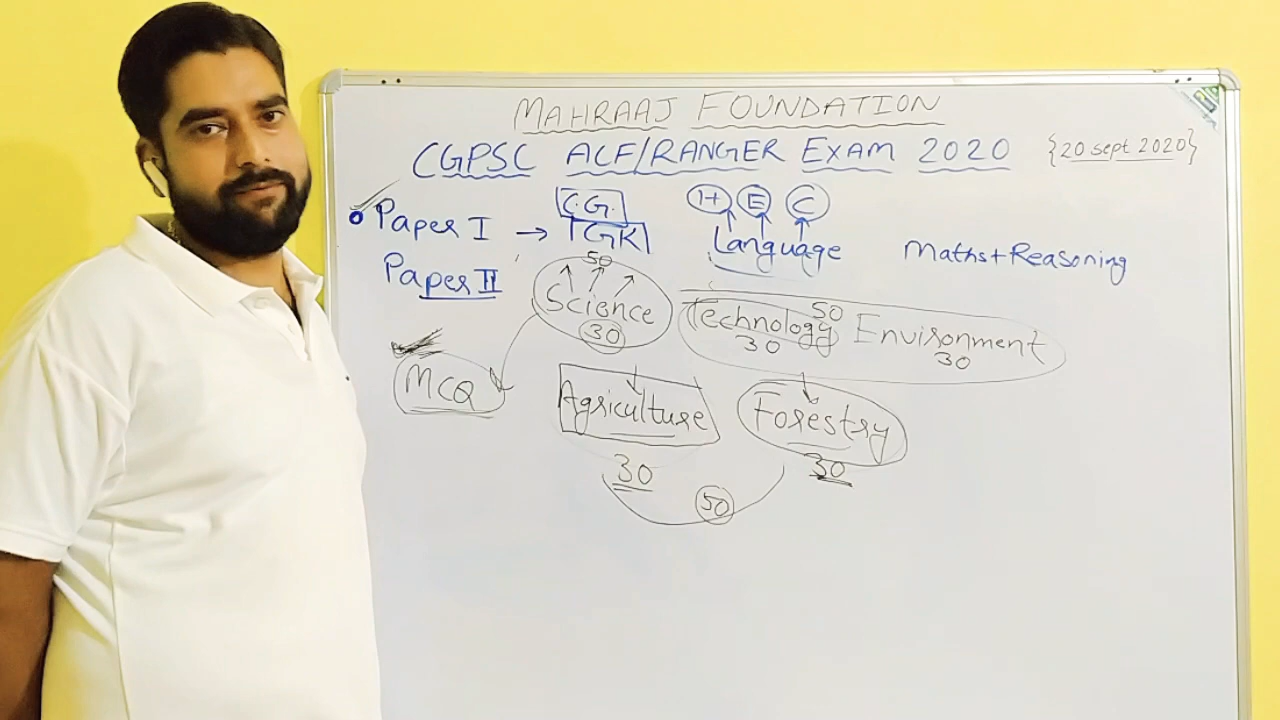 MAHRAAJ FOUNDATION
CGPSC ACF/RANGER EXAM 2020 {20 sept 2020}
C.G. H E C
Paper I → GK Language Maths+Reasoning
Paper II
50
Science
30
50
Technology Environment
30 30
MCQ
Agriculture Forestry
30 30
50